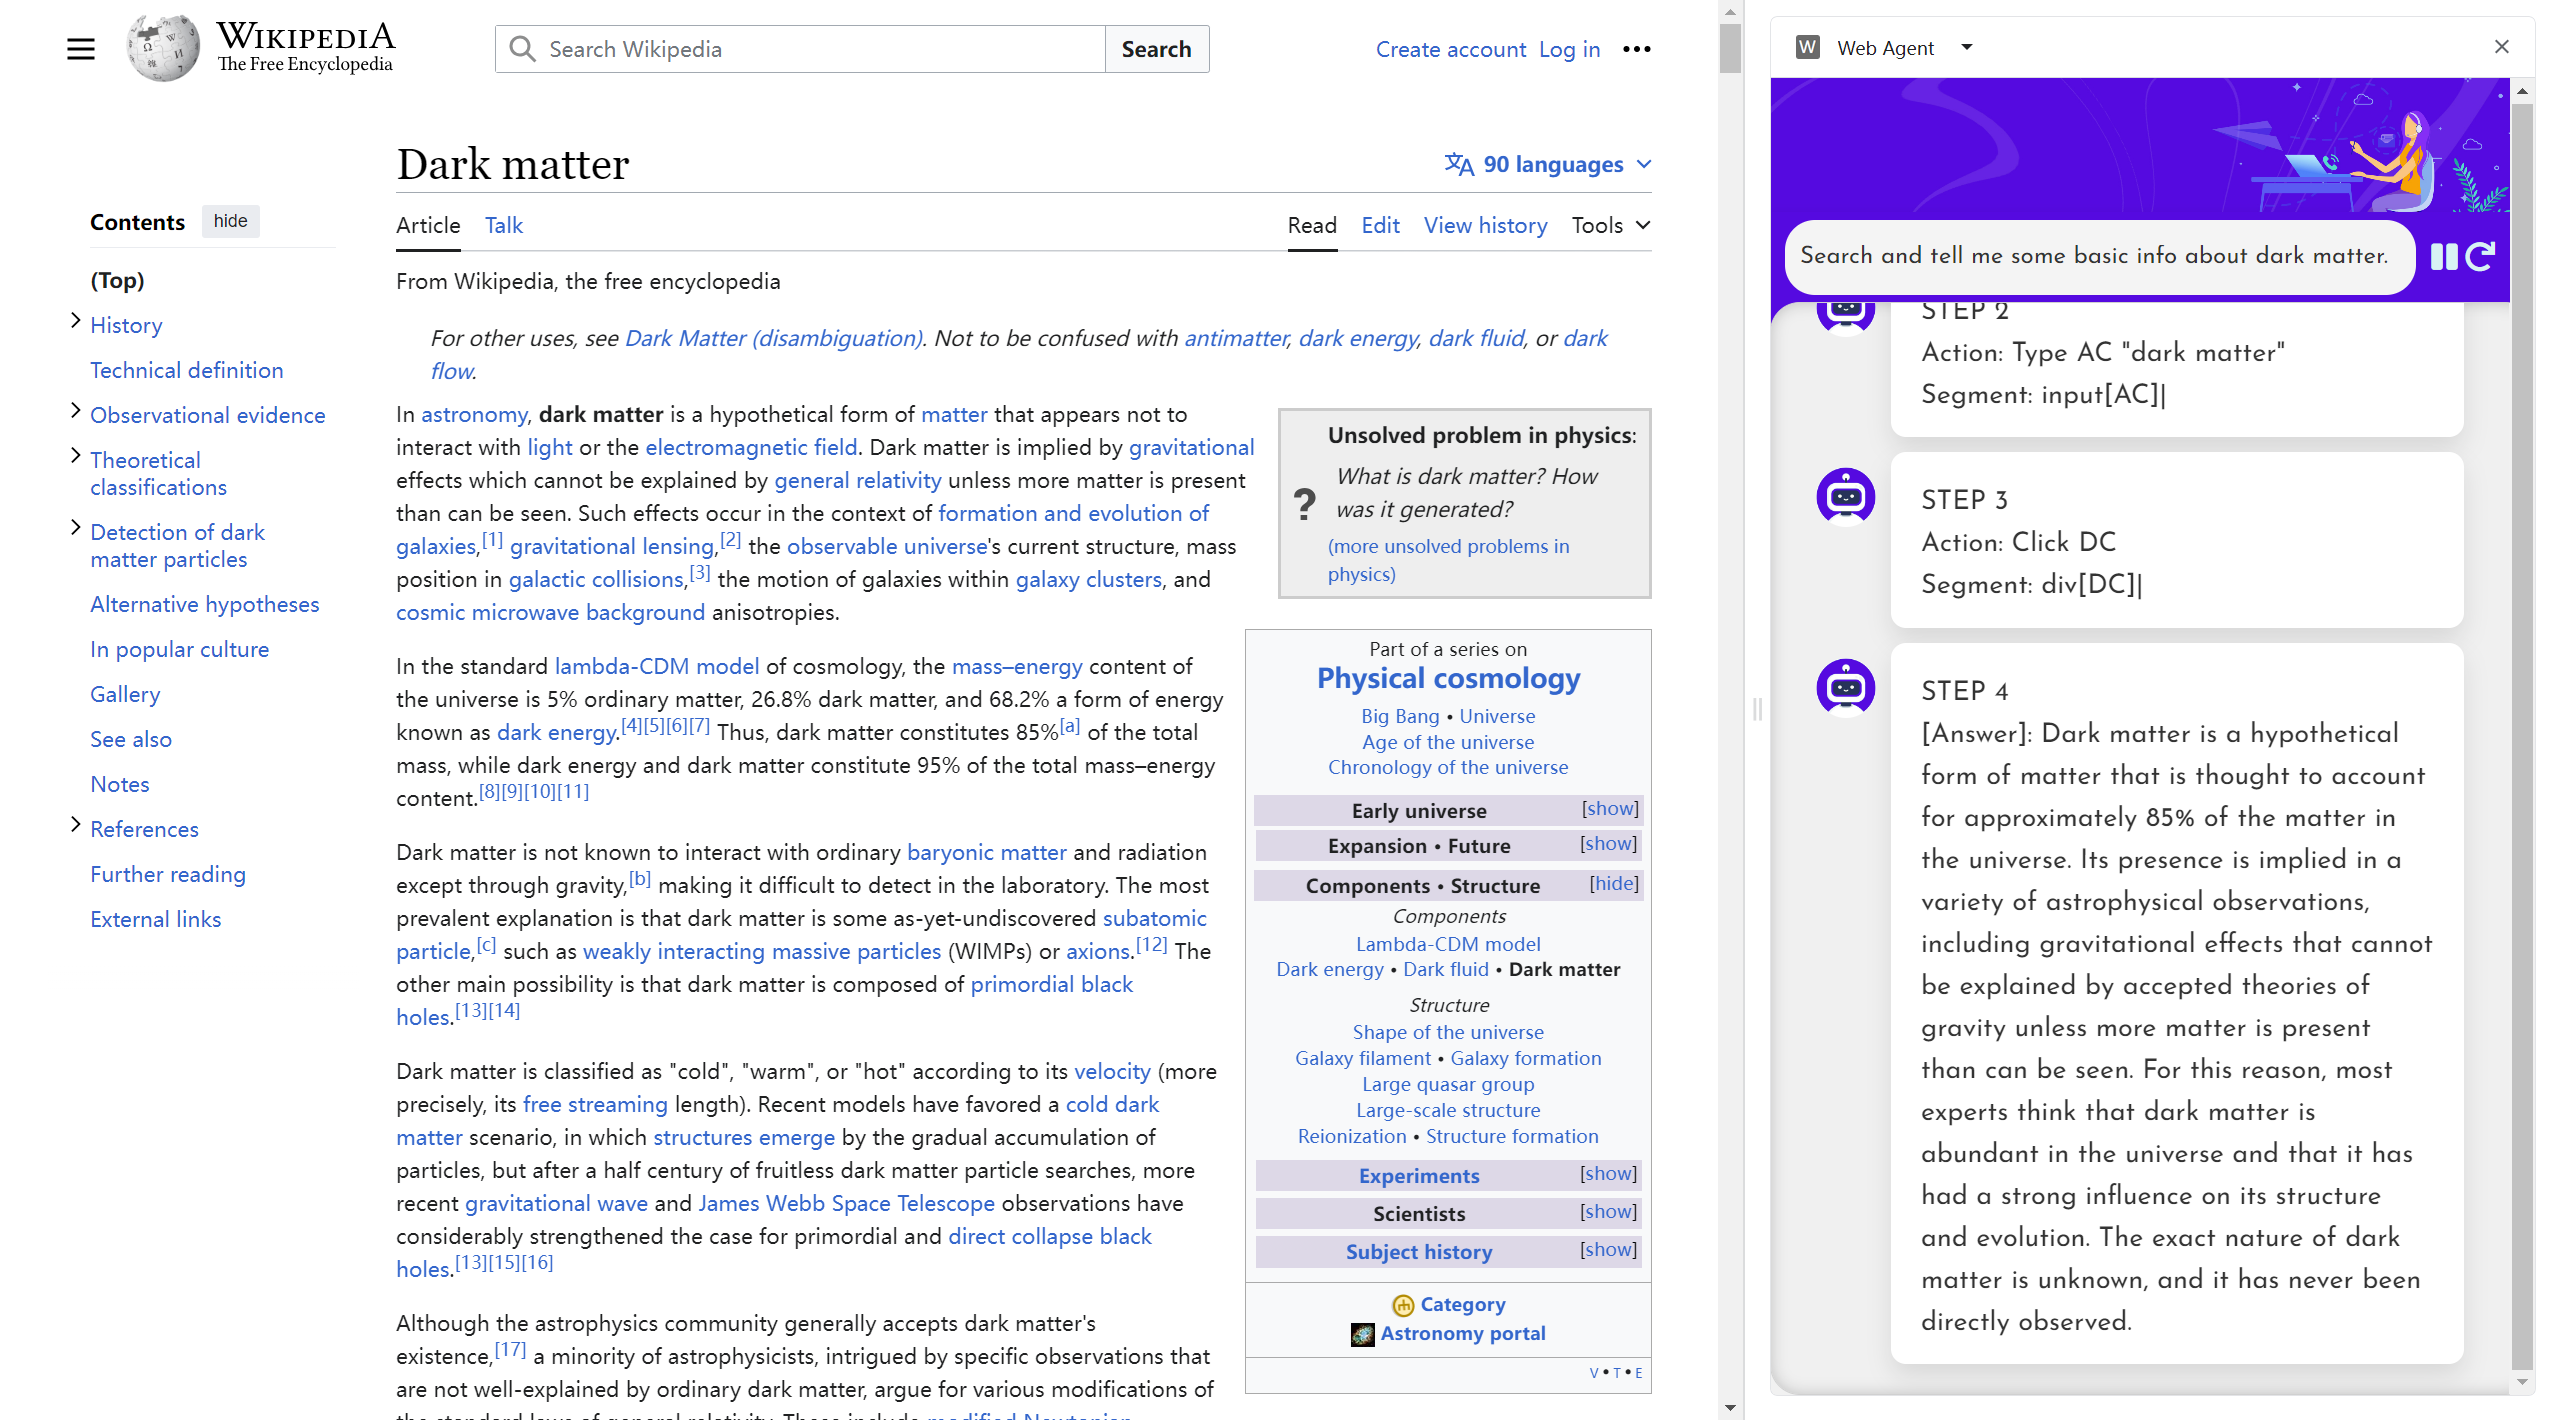 WIKIPEDIA
The Free Encyclopedia
Search Wikipedia
Search
Create account Log in
Dark matter
90 languages
Article Talk
Read Edit View history Tools
Contents hide
(Top)
History
Technical definition
Observational evidence
Theoretical
classifications
Detection of dark
matter particles
Alternative hypotheses
In popular culture
Gallery
See also
Notes
References
Further reading
External links
From Wikipedia, the free encyclopedia
For other uses, see Dark Matter (disambiguation). Not to be confused with antimatter, dark energy, dark fluid, or dark
flow.
In astronomy, dark matter is a hypothetical form of matter that appears not to
interact with light or the electromagnetic field. Dark matter is implied by gravitational
effects which cannot be explained by general relativity unless more matter is present
than can be seen. Such effects occur in the context of formation and evolution of
galaxies,[1] gravitational lensing,[2] the observable universe's current structure, mass
position in galactic collisions,[3] the motion of galaxies within galaxy clusters, and
cosmic microwave background anisotropies.
In the standard lambda-CDM model of cosmology, the mass–energy content of
the universe is 5% ordinary matter, 26.8% dark matter, and 68.2% a form of energy
known as dark energy.[4][5][6][7] Thus, dark matter constitutes 85%[a] of the total
mass, while dark energy and dark matter constitute 95% of the total mass–energy
content.[8][9][10][11]
Dark matter is not known to interact with ordinary baryonic matter and radiation
except through gravity,[b] making it difficult to detect in the laboratory. The most
prevalent explanation is that dark matter is some as-yet-undiscovered subatomic
particle,[c] such as weakly interacting massive particles (WIMPs) or axions.[12] The
other main possibility is that dark matter is composed of primordial black
holes.[13][14]
Dark matter is classified as "cold", "warm", or "hot" according to its velocity (more
precisely, its free streaming length). Recent models have favored a cold dark
matter scenario, in which structures emerge by the gradual accumulation of
particles, but after a half century of fruitless dark matter particle searches, more
recent gravitational wave and James Webb Space Telescope observations have
considerably strengthened the case for primordial and direct collapse black
holes.[13][15][16]
Although the astrophysics community generally accepts dark matter's
existence,[17] a minority of astrophysicists, intrigued by specific observations that
are not well-explained by ordinary dark matter, argue for various modifications of
the standard laws of general relativity. These include modified Newtonian
Unsolved problem in physics:
?
What is dark matter? How
was it generated?
(more unsolved problems in
physics)
Part of a series on
Physical cosmology
Big Bang • Universe
Age of the universe
Chronology of the universe
Early universe [show]
Expansion • Future [show]
Components • Structure [hide]
Components
Lambda-CDM model
Dark energy • Dark fluid • Dark matter
Structure
Shape of the universe
Galaxy filament • Galaxy formation
Large quasar group
Large-scale structure
Reionization • Structure formation
Experiments [show]
Scientists [show]
Subject history [show]
Category
Astronomy portal
V • T • E
W Web Agent
Search and tell me some basic info about dark matter.
STEP 2
Action: Type AC "dark matter"
Segment: input[AC]|
STEP 3
Action: Click DC
Segment: div[DC]|
STEP 4
[Answer]: Dark matter is a hypothetical
form of matter that is thought to account
for approximately 85% of the matter in
the universe. Its presence is implied in a
variety of astrophysical observations,
including gravitational effects that cannot
be explained by accepted theories of
gravity unless more matter is present
than can be seen. For this reason, most
experts think that dark matter is
abundant in the universe and that it has
had a strong influence on its structure
and evolution. The exact nature of dark
matter is unknown, and it has never been
directly observed.